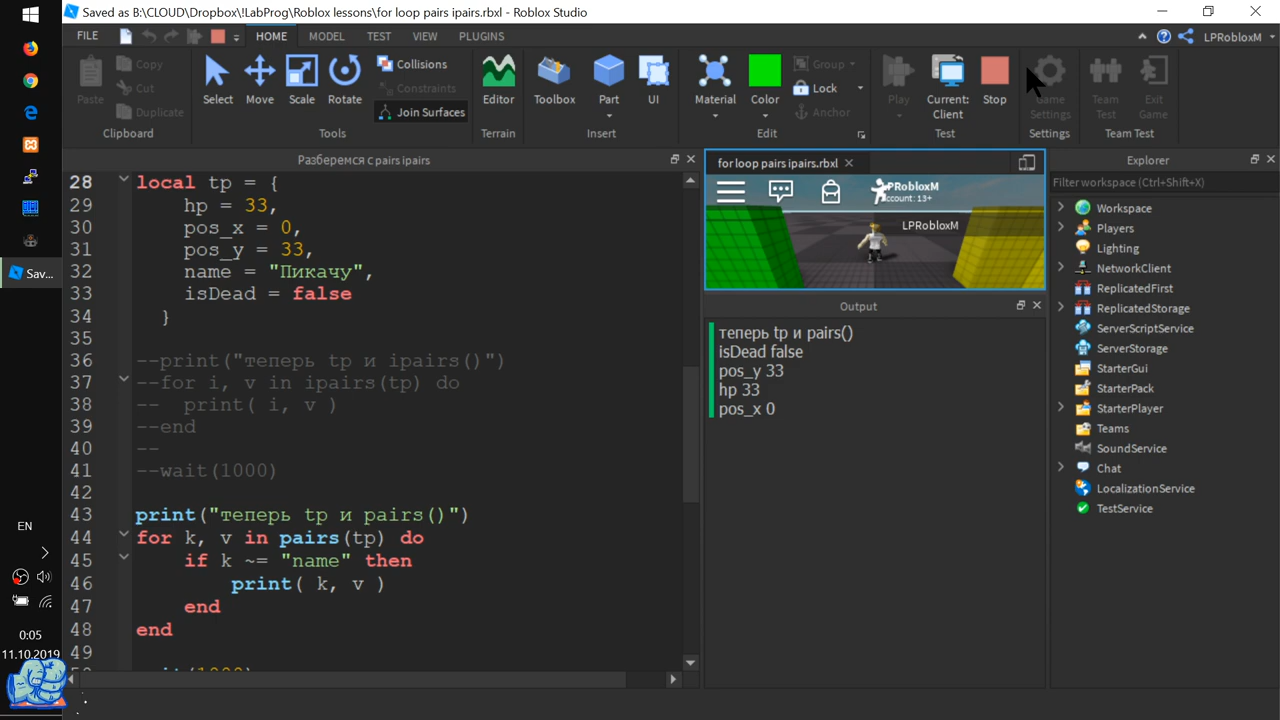 Saved as B:\CLOUD\Dropbox\!LabProg\Roblox lessons\for loop pairs ipairs.rbxl - Roblox Studio
FILE HOME MODEL TEST VIEW PLUGINS LPRobloxM
Paste Copy Cut Duplicate Clipboard
Select Move Scale Rotate Collisions Constraints Join Surfaces Tools
Editor Terrain
Toolbox Part UI Insert
Material Color Group Lock Anchor Edit
Play Current: Client Stop Test
Game Settings Settings
Team Test Exit Game Team Test
Разберемся с pairs ipairs
28 local tp = {
29 hp = 33,
30 pos_x = 0,
31 pos_y = 33,
32 name = "Пикачу",
33 isDead = false
34 }
35
36 --print("теперь tp и ipairs()")
37 --for i, v in ipairs(tp) do
38 -- print( i, v )
39 --end
40 --
41 --wait(1000)
42
43 print("теперь tp и pairs()")
44 for k, v in pairs(tp) do
45 if k ~= "name" then
46 print( k, v )
47 end
48 end
49
for loop pairs ipairs.rbxl
PRobloxM
ccount: 13+
LPRobloxM
Output
теперь tp и pairs()
isDead false
pos_y 33
hp 33
pos_x 0
Explorer
Filter workspace (Ctrl+Shift+X)
Workspace
Players
Lighting
NetworkClient
ReplicatedFirst
ReplicatedStorage
ServerScriptService
ServerStorage
StarterGui
StarterPack
StarterPlayer
Teams
SoundService
Chat
LocalizationService
TestService
Sav...
EN
0:05
11.10.2019